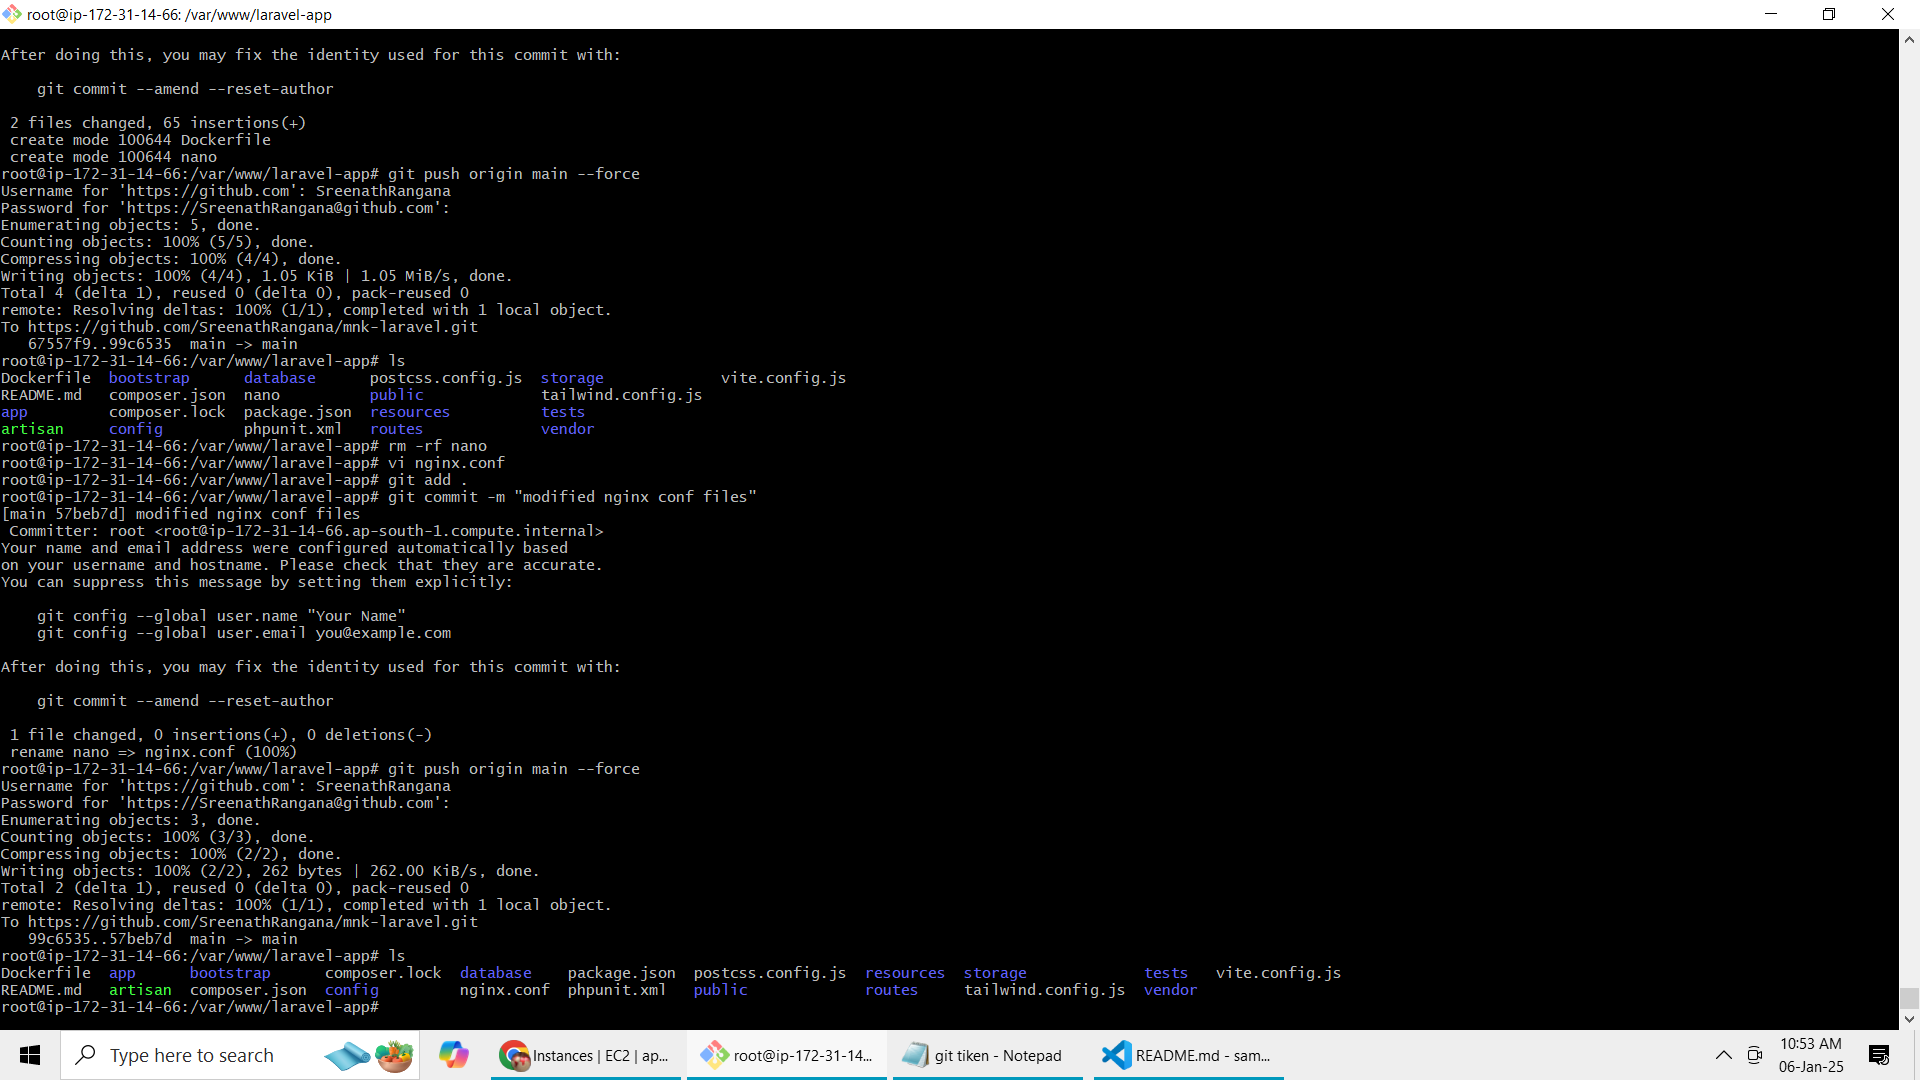 root@ip-172-31-14-66: /var/www/laravel-app
After doing this, you may fix the identity used for this commit with:
    git commit --amend --reset-author
 2 files changed, 65 insertions(+)
 create mode 100644 Dockerfile
 create mode 100644 nano
root@ip-172-31-14-66:/var/www/laravel-app# git push origin main --force
Username for 'https://github.com': SreenathRangana
Password for 'https://SreenathRangana@github.com':
Enumerating objects: 5, done.
Counting objects: 100% (5/5), done.
Compressing objects: 100% (4/4), done.
Writing objects: 100% (4/4), 1.05 KiB | 1.05 MiB/s, done.
Total 4 (delta 1), reused 0 (delta 0), pack-reused 0
remote: Resolving deltas: 100% (1/1), completed with 1 local object.
To https://github.com/SreenathRangana/mnk-laravel.git
   67557f9..99c6535  main -> main
root@ip-172-31-14-66:/var/www/laravel-app# ls
Dockerfile  bootstrap      database      postcss.config.js  storage             vite.config.js
README.md   composer.json  nano          public             tailwind.config.js
app         composer.lock  package.json  resources          tests
artisan     config         phpunit.xml   routes             vendor
root@ip-172-31-14-66:/var/www/laravel-app# rm -rf nano
root@ip-172-31-14-66:/var/www/laravel-app# vi nginx.conf
root@ip-172-31-14-66:/var/www/laravel-app# git add .
root@ip-172-31-14-66:/var/www/laravel-app# git commit -m "modified nginx conf files"
[main 57beb7d] modified nginx conf files
 Committer: root <root@ip-172-31-14-66.ap-south-1.compute.internal>
Your name and email address were configured automatically based
on your username and hostname. Please check that they are accurate.
You can suppress this message by setting them explicitly:
    git config --global user.name "Your Name"
    git config --global user.email you@example.com
After doing this, you may fix the identity used for this commit with:
    git commit --amend --reset-author
 1 file changed, 0 insertions(+), 0 deletions(-)
 rename nano => nginx.conf (100%)
root@ip-172-31-14-66:/var/www/laravel-app# git push origin main --force
Username for 'https://github.com': SreenathRangana
Password for 'https://SreenathRangana@github.com':
Enumerating objects: 3, done.
Counting objects: 100% (3/3), done.
Compressing objects: 100% (2/2), done.
Writing objects: 100% (2/2), 262 bytes | 262.00 KiB/s, done.
Total 2 (delta 1), reused 0 (delta 0), pack-reused 0
remote: Resolving deltas: 100% (1/1), completed with 1 local object.
To https://github.com/SreenathRangana/mnk-laravel.git
   99c6535..57beb7d  main -> main
root@ip-172-31-14-66:/var/www/laravel-app# ls
Dockerfile  app      bootstrap      composer.lock  database    package.json  postcss.config.js  resources  storage             tests   vite.config.js
README.md   artisan  composer.json  config         nginx.conf  phpunit.xml   public             routes     tailwind.config.js  vendor
root@ip-172-31-14-66:/var/www/laravel-app#
Type here to search
Instances | EC2 | ap...
root@ip-172-31-14...
git tiken - Notepad
README.md - sam...
10:53 AM
06-Jan-25